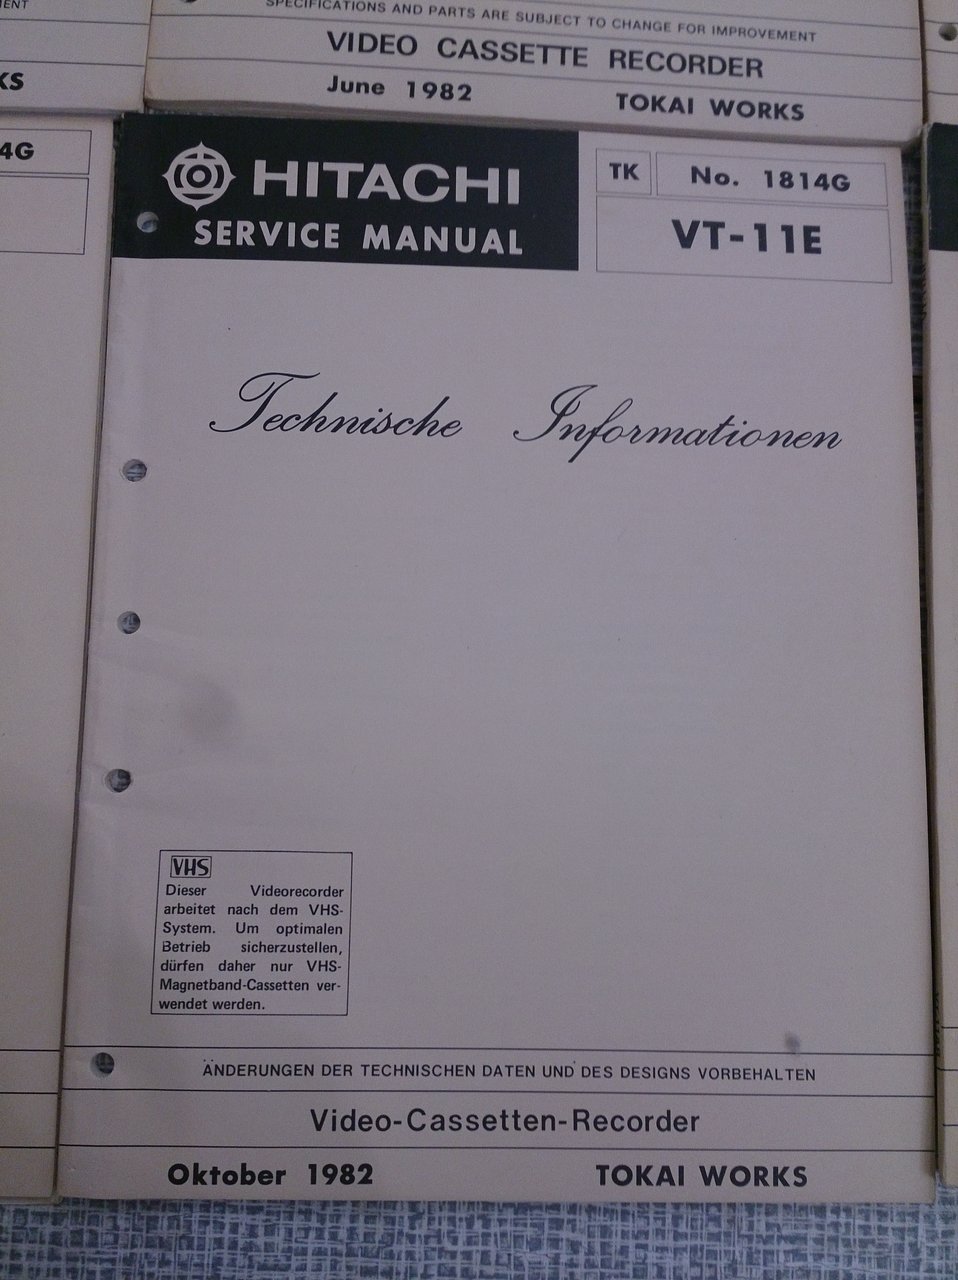 ENT
KS
SPECIFICATIONS AND PARTS ARE SUBJECT TO CHANGE FOR IMPROVEMENT
VIDEO CASSETTE RECORDER
June 1982 TOKAI WORKS
4G
HITACHI
SERVICE MANUAL
TK No. 1814G
VT-11E
Technische Informationen
VHS
Dieser Videorecorder
arbeitet nach dem VHS-
System. Um optimalen
Betrieb sicherzustellen,
dürfen daher nur VHS-
Magnetband-Cassetten ver-
wendet werden.
ÄNDERUNGEN DER TECHNISCHEN DATEN UND DES DESIGNS VORBEHALTEN
Video-Cassetten-Recorder
Oktober 1982 TOKAI WORKS